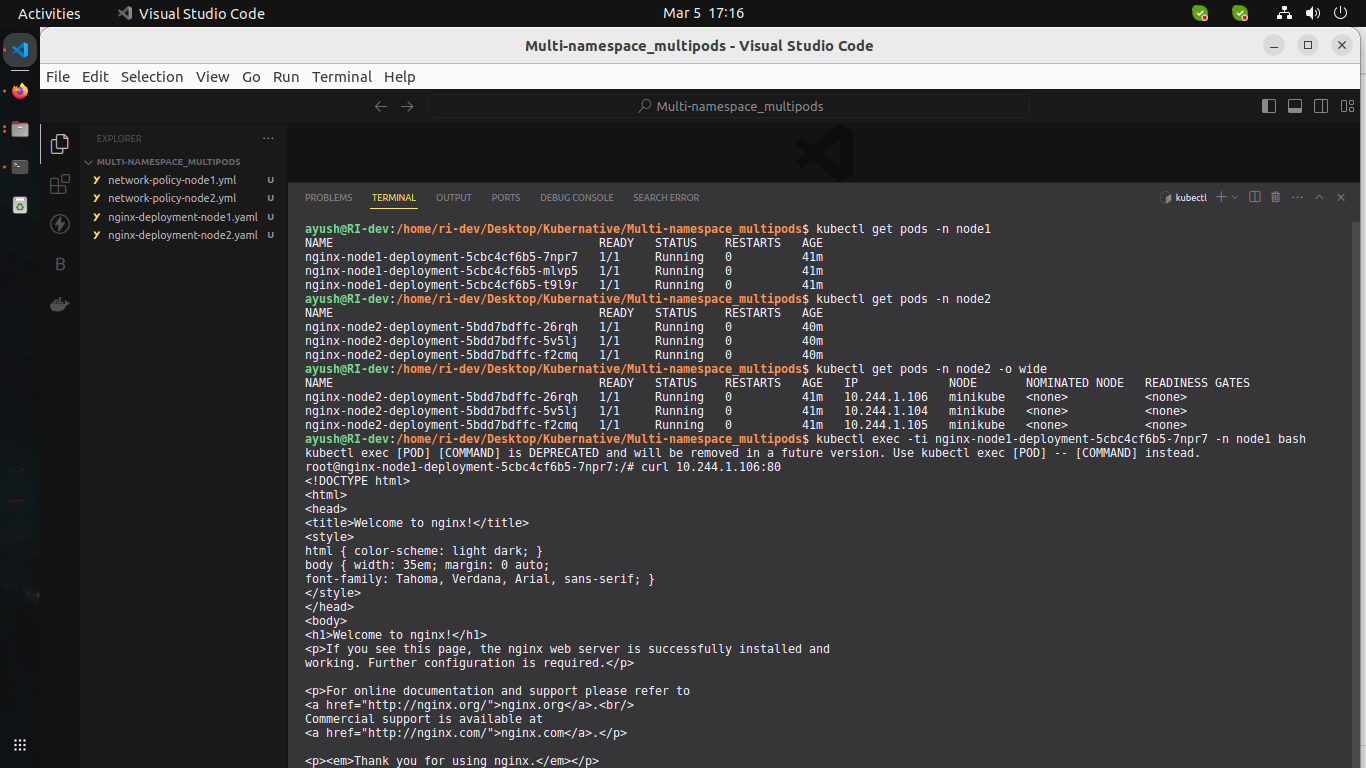 Activities Visual Studio Code Mar 5 17:16
Multi-namespace_multipods - Visual Studio Code
File Edit Selection View Go Run Terminal Help
Multi-namespace_multipods
EXPLORER
MULTI-NAMESPACE_MULTIPODS
network-policy-node1.yml U
network-policy-node2.yml U
nginx-deployment-node1.yaml U
nginx-deployment-node2.yaml U
PROBLEMS TERMINAL OUTPUT PORTS DEBUG CONSOLE SEARCH ERROR kubectl
ayush@RI-dev:/home/ri-dev/Desktop/Kubernative/Multi-namespace_multipods$ kubectl get pods -n node1
NAME READY STATUS RESTARTS AGE
nginx-node1-deployment-5cbc4cf6b5-7npr7 1/1 Running 0 41m
nginx-node1-deployment-5cbc4cf6b5-mlvp5 1/1 Running 0 41m
nginx-node1-deployment-5cbc4cf6b5-t9l9r 1/1 Running 0 41m
ayush@RI-dev:/home/ri-dev/Desktop/Kubernative/Multi-namespace_multipods$ kubectl get pods -n node2
NAME READY STATUS RESTARTS AGE
nginx-node2-deployment-5bdd7bdffc-26rqh 1/1 Running 0 40m
nginx-node2-deployment-5bdd7bdffc-5v5lj 1/1 Running 0 40m
nginx-node2-deployment-5bdd7bdffc-f2cmq 1/1 Running 0 40m
ayush@RI-dev:/home/ri-dev/Desktop/Kubernative/Multi-namespace_multipods$ kubectl get pods -n node2 -o wide
NAME READY STATUS RESTARTS AGE IP NODE NOMINATED NODE READINESS GATES
nginx-node2-deployment-5bdd7bdffc-26rqh 1/1 Running 0 41m 10.244.1.106 minikube <none> <none>
nginx-node2-deployment-5bdd7bdffc-5v5lj 1/1 Running 0 41m 10.244.1.104 minikube <none> <none>
nginx-node2-deployment-5bdd7bdffc-f2cmq 1/1 Running 0 41m 10.244.1.105 minikube <none> <none>
ayush@RI-dev:/home/ri-dev/Desktop/Kubernative/Multi-namespace_multipods$ kubectl exec -ti nginx-node1-deployment-5cbc4cf6b5-7npr7 -n node1 bash
kubectl exec [POD] [COMMAND] is DEPRECATED and will be removed in a future version. Use kubectl exec [POD] -- [COMMAND] instead.
root@nginx-node1-deployment-5cbc4cf6b5-7npr7:/# curl 10.244.1.106:80
<!DOCTYPE html>
<html>
<head>
<title>Welcome to nginx!</title>
<style>
html { color-scheme: light dark; }
body { width: 35em; margin: 0 auto;
font-family: Tahoma, Verdana, Arial, sans-serif; }
</style>
</head>
<body>
<h1>Welcome to nginx!</h1>
<p>If you see this page, the nginx web server is successfully installed and
working. Further configuration is required.</p>
<p>For online documentation and support please refer to
<a href="http://nginx.org/">nginx.org</a>.<br/>
Commercial support is available at
<a href="http://nginx.com/">nginx.com</a>.</p>
<p><em>Thank you for using nginx.</em></p>